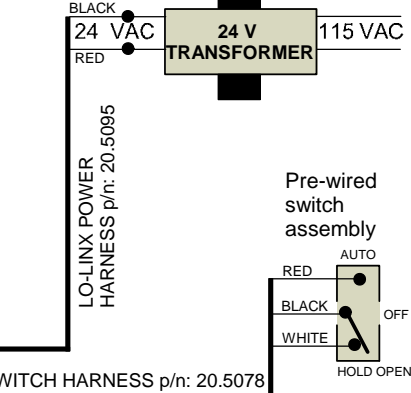 BLACK
24 VAC
RED
24 V
TRANSFORMER
115 VAC
LO-LINX POWER
HARNESS p/n: 20.5095
Pre-wired
switch
assembly
AUTO
RED
BLACK
OFF
WHITE
HOLD OPEN
WITCH HARNESS p/n: 20.5078